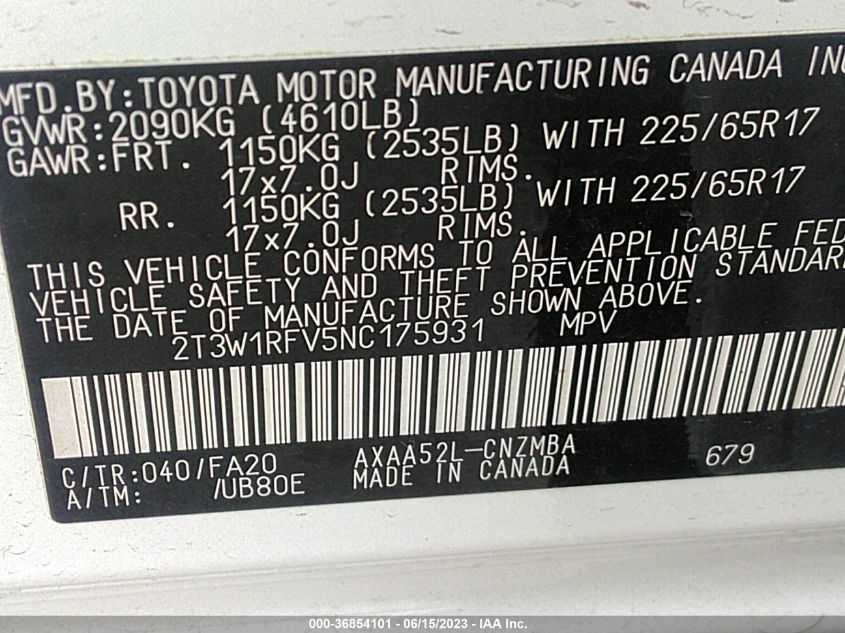 MFD.BY:TOYOTA MOTOR MANUFACTURING CANADA INC
GVWR:2090KG (4610LB)
GAWR:FRT. 1150KG (2535LB) WITH 225/65R17
17x7.0J RIMS.
RR. 1150KG (2535LB) WITH 225/65R17
17x7.0J RIMS.
THIS VEHICLE CONFORMS TO ALL APPLICABLE FED
VEHICLE SAFETY AND THEFT PREVENTION STANDAR
THE DATE OF MANUFACTURE SHOWN ABOVE.
2T3W1RFV5NC175931 MPV
C/TR:040/FA20 AXAA52L-CNZMBA 679
A/TM: /UB80E MADE IN CANADA
000-36854101 - 06/15/2023 - IAA Inc.